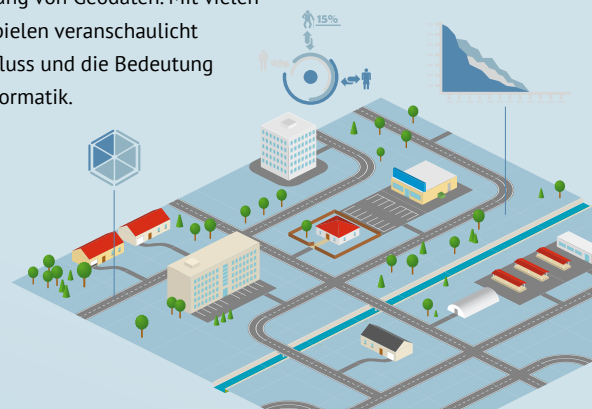 ung von Geodaten. Mit vielen
pielen veranschaulicht
luss und die Bedeutung
ormatik.
15%